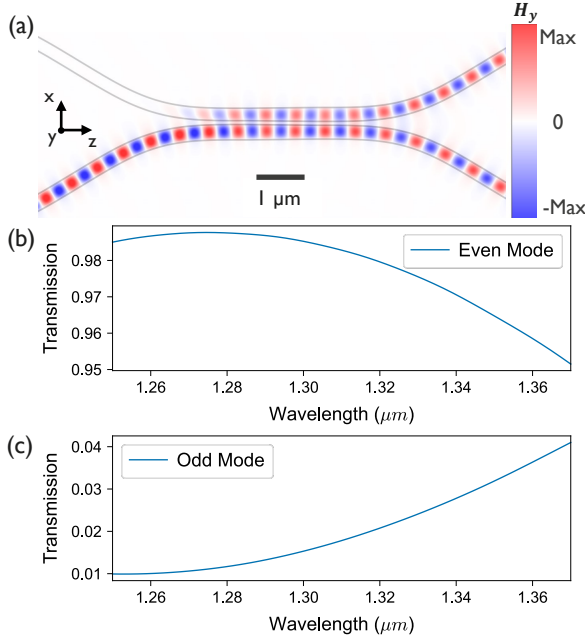 (a)
H_y
Max
0
-Max
x
y
z
1 μm
(b)
Transmission
0.98
0.97
0.96
0.95
Even Mode
1.26
1.28
1.30
1.32
1.34
1.36
Wavelength (μm)
(c)
Transmission
0.04
0.03
0.02
0.01
Odd Mode
1.26
1.28
1.30
1.32
1.34
1.36
Wavelength (μm)